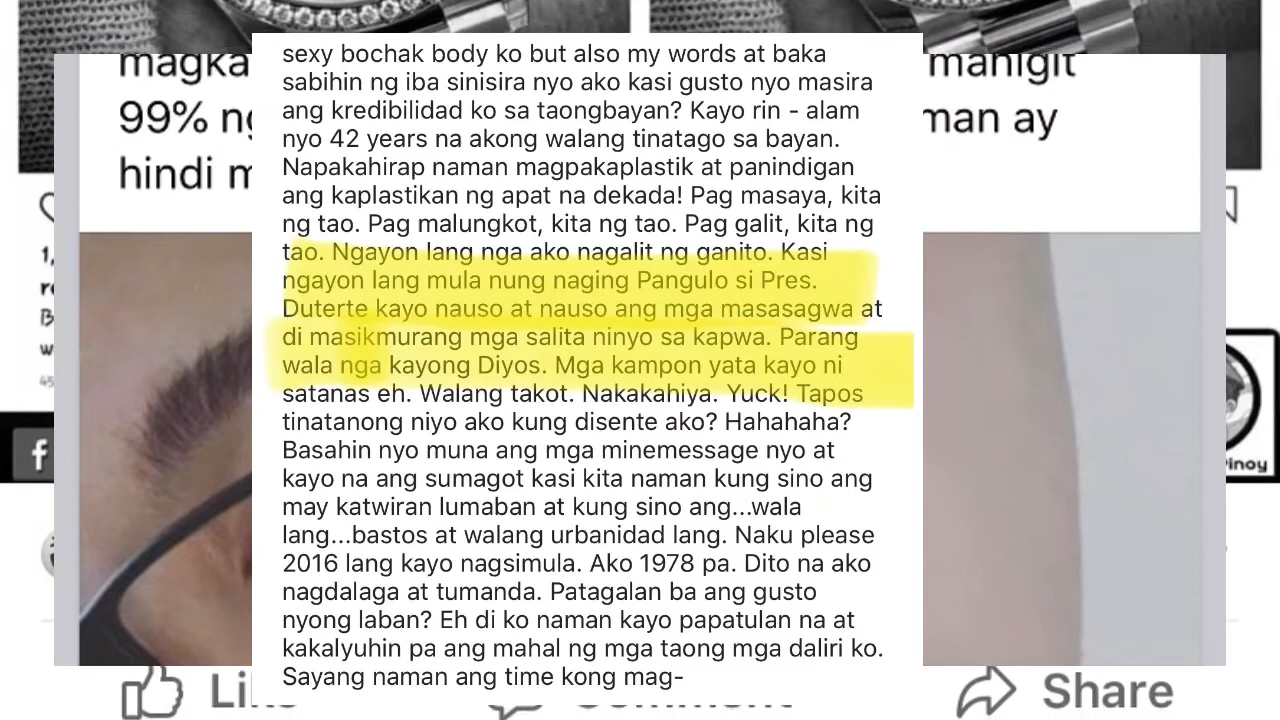 magka
mahigit
99% ng
man ay
hindi m
sexy bochak body ko but also my words at baka
sabihin ng iba sinisira nyo ako kasi gusto nyo masira
ang kredibilidad ko sa taongbayan? Kayo rin - alam
nyo 42 years na akong walang tinatago sa bayan.
Napakahirap naman magpakaplastik at panindigan
ang kaplastikan ng apat na dekada! Pag masaya, kita
ng tao. Pag malungkot, kita ng tao. Pag galit, kita ng
tao. Ngayon lang nga ako nagalit ng ganito. Kasi
ngayon lang mula nung naging Pangulo si Pres.
Duterte kayo nauso at nauso ang mga masasagwa at
di masikmurang mga salita ninyo sa kapwa. Parang
wala nga kayong Diyos. Mga kampon yata kayo ni
satanas eh. Walang takot. Nakakahiya. Yuck! Tapos
tinatanong niyo ako kung disente ako? Hahahaha?
Basahin nyo muna ang mga minemessage nyo at
kayo na ang sumagot kasi kita naman kung sino ang
may katwiran lumaban at kung sino ang...wala
lang...bastos at walang urbanidad lang. Naku please
2016 lang kayo nagsimula. Ako 1978 pa. Dito na ako
nagdalaga at tumanda. Patagalan ba ang gusto
nyong laban? Eh di ko naman kayo papatulan na at
kakalyuhin pa ang mahal ng mga taong mga daliri ko.
Sayang naman ang time kong mag-
f
Pinoy
Like
Comment
Share